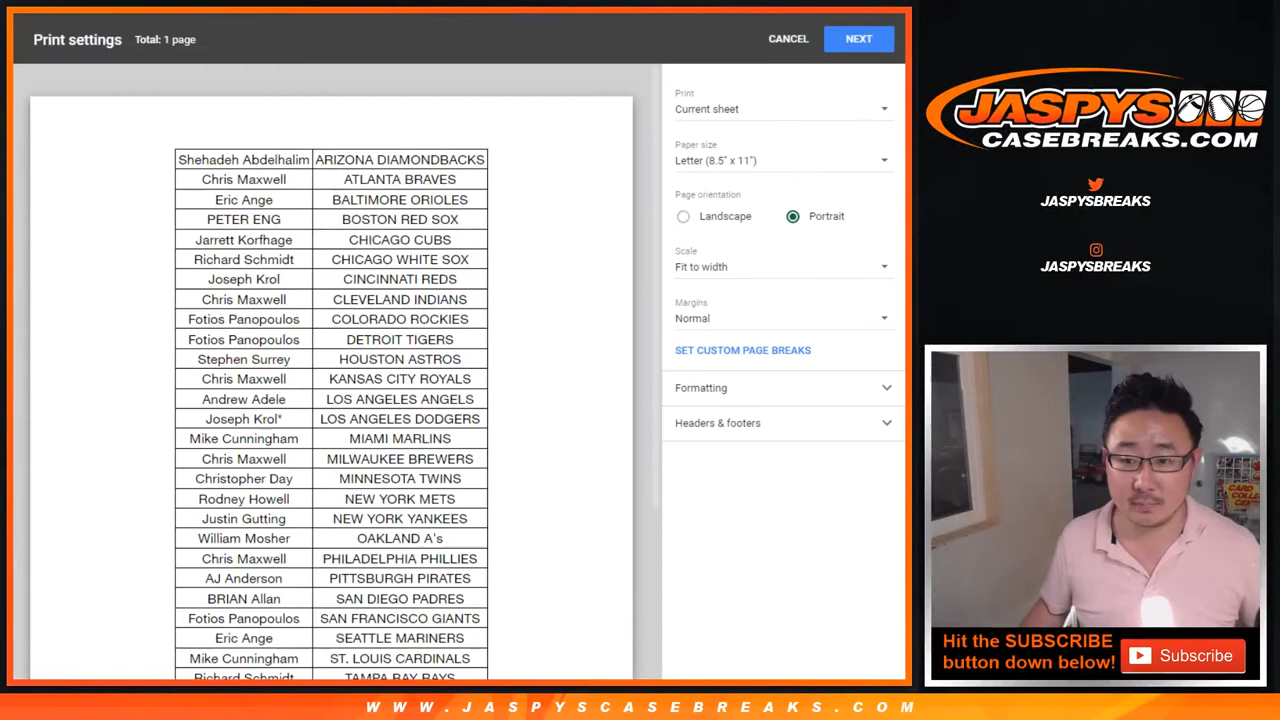 Print settings Total: 1 page CANCEL NEXT
Shehadeh Abdelhalim ARIZONA DIAMONDBACKS
Chris Maxwell ATLANTA BRAVES
Eric Ange BALTIMORE ORIOLES
PETER ENG BOSTON RED SOX
Jarrett Korfhage CHICAGO CUBS
Richard Schmidt CHICAGO WHITE SOX
Joseph Krol CINCINNATI REDS
Chris Maxwell CLEVELAND INDIANS
Fotios Panopoulos COLORADO ROCKIES
Fotios Panopoulos DETROIT TIGERS
Stephen Surrey HOUSTON ASTROS
Chris Maxwell KANSAS CITY ROYALS
Andrew Adele LOS ANGELES ANGELS
Joseph Krol* LOS ANGELES DODGERS
Mike Cunningham MIAMI MARLINS
Chris Maxwell MILWAUKEE BREWERS
Christopher Day MINNESOTA TWINS
Rodney Howell NEW YORK METS
Justin Gutting NEW YORK YANKEES
William Mosher OAKLAND A's
Chris Maxwell PHILADELPHIA PHILLIES
AJ Anderson PITTSBURGH PIRATES
BRIAN Allan SAN DIEGO PADRES
Fotios Panopoulos SAN FRANCISCO GIANTS
Eric Ange SEATTLE MARINERS
Mike Cunningham ST. LOUIS CARDINALS
Richard Schmidt TAMPA BAY RAYS
Print
Current sheet
Paper size
Letter (8.5" x 11")
Page orientation
Landscape Portrait
Scale
Fit to width
Margins
Normal
SET CUSTOM PAGE BREAKS
Formatting
Headers & footers
JASPYS
CASEBREAKS.COM
JASPYSBREAKS
JASPYSBREAKS
CARD
Hit the SUBSCRIBE
button down below!
Subscribe
WWW.JASPYSCASEBREAKS.COM